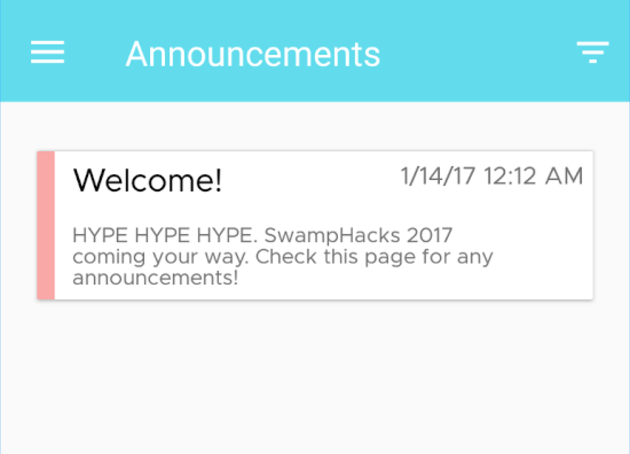 Announcements
Welcome! 1/14/17 12:12 AM
HYPE HYPE HYPE. SwampHacks 2017
coming your way. Check this page for any
announcements!